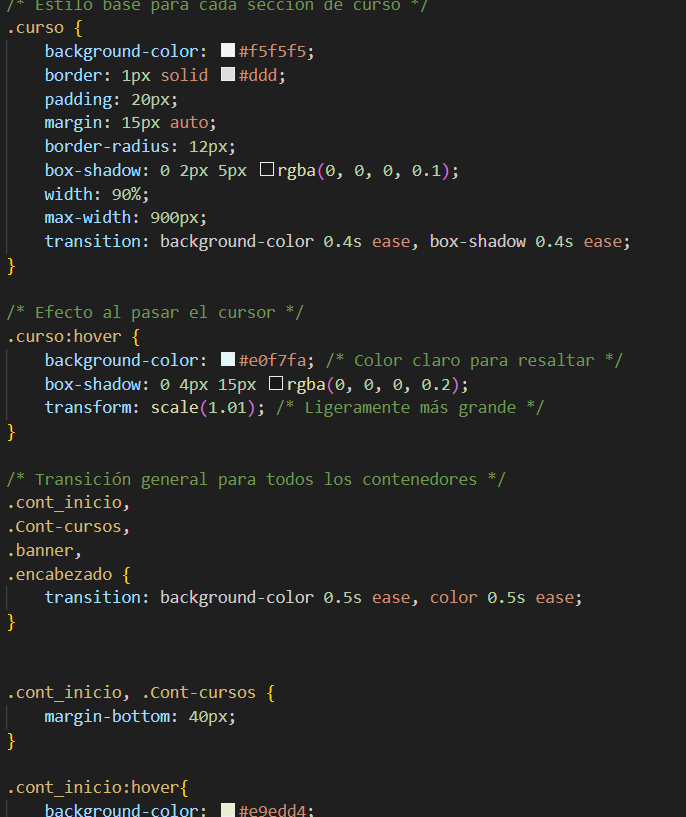 /* Estilo base para cada sección de curso */
.curso {
    background-color: #f5f5f5;
    border: 1px solid #ddd;
    padding: 20px;
    margin: 15px auto;
    border-radius: 12px;
    box-shadow: 0 2px 5px rgba(0, 0, 0, 0.1);
    width: 90%;
    max-width: 900px;
    transition: background-color 0.4s ease, box-shadow 0.4s ease;
}

/* Efecto al pasar el cursor */
.curso:hover {
    background-color: #e0f7fa; /* Color claro para resaltar */
    box-shadow: 0 4px 15px rgba(0, 0, 0, 0.2);
    transform: scale(1.01); /* Ligeramente más grande */
}

/* Transición general para todos los contenedores */
.cont_inicio,
.Cont-cursos,
.banner,
.encabezado {
    transition: background-color 0.5s ease, color 0.5s ease;
}

.cont_inicio, .Cont-cursos {
    margin-bottom: 40px;
}

.cont_inicio:hover{
    background-color: #e9edd4;